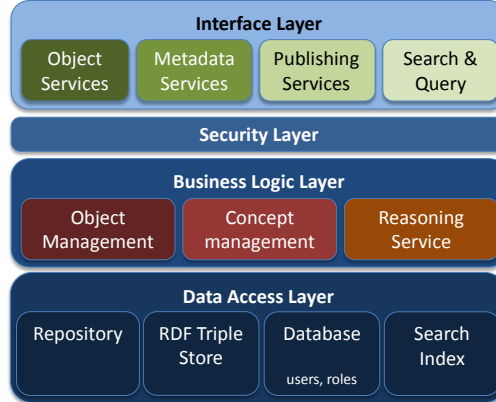 Interface Layer
Object
Services
Metadata
Services
Publishing
Services
Search &
Query
Security Layer
Business Logic Layer
Object
Management
Concept
management
Reasoning
Service
Data Access Layer
Repository
RDF Triple
Store
Database
users, roles
Search
Index